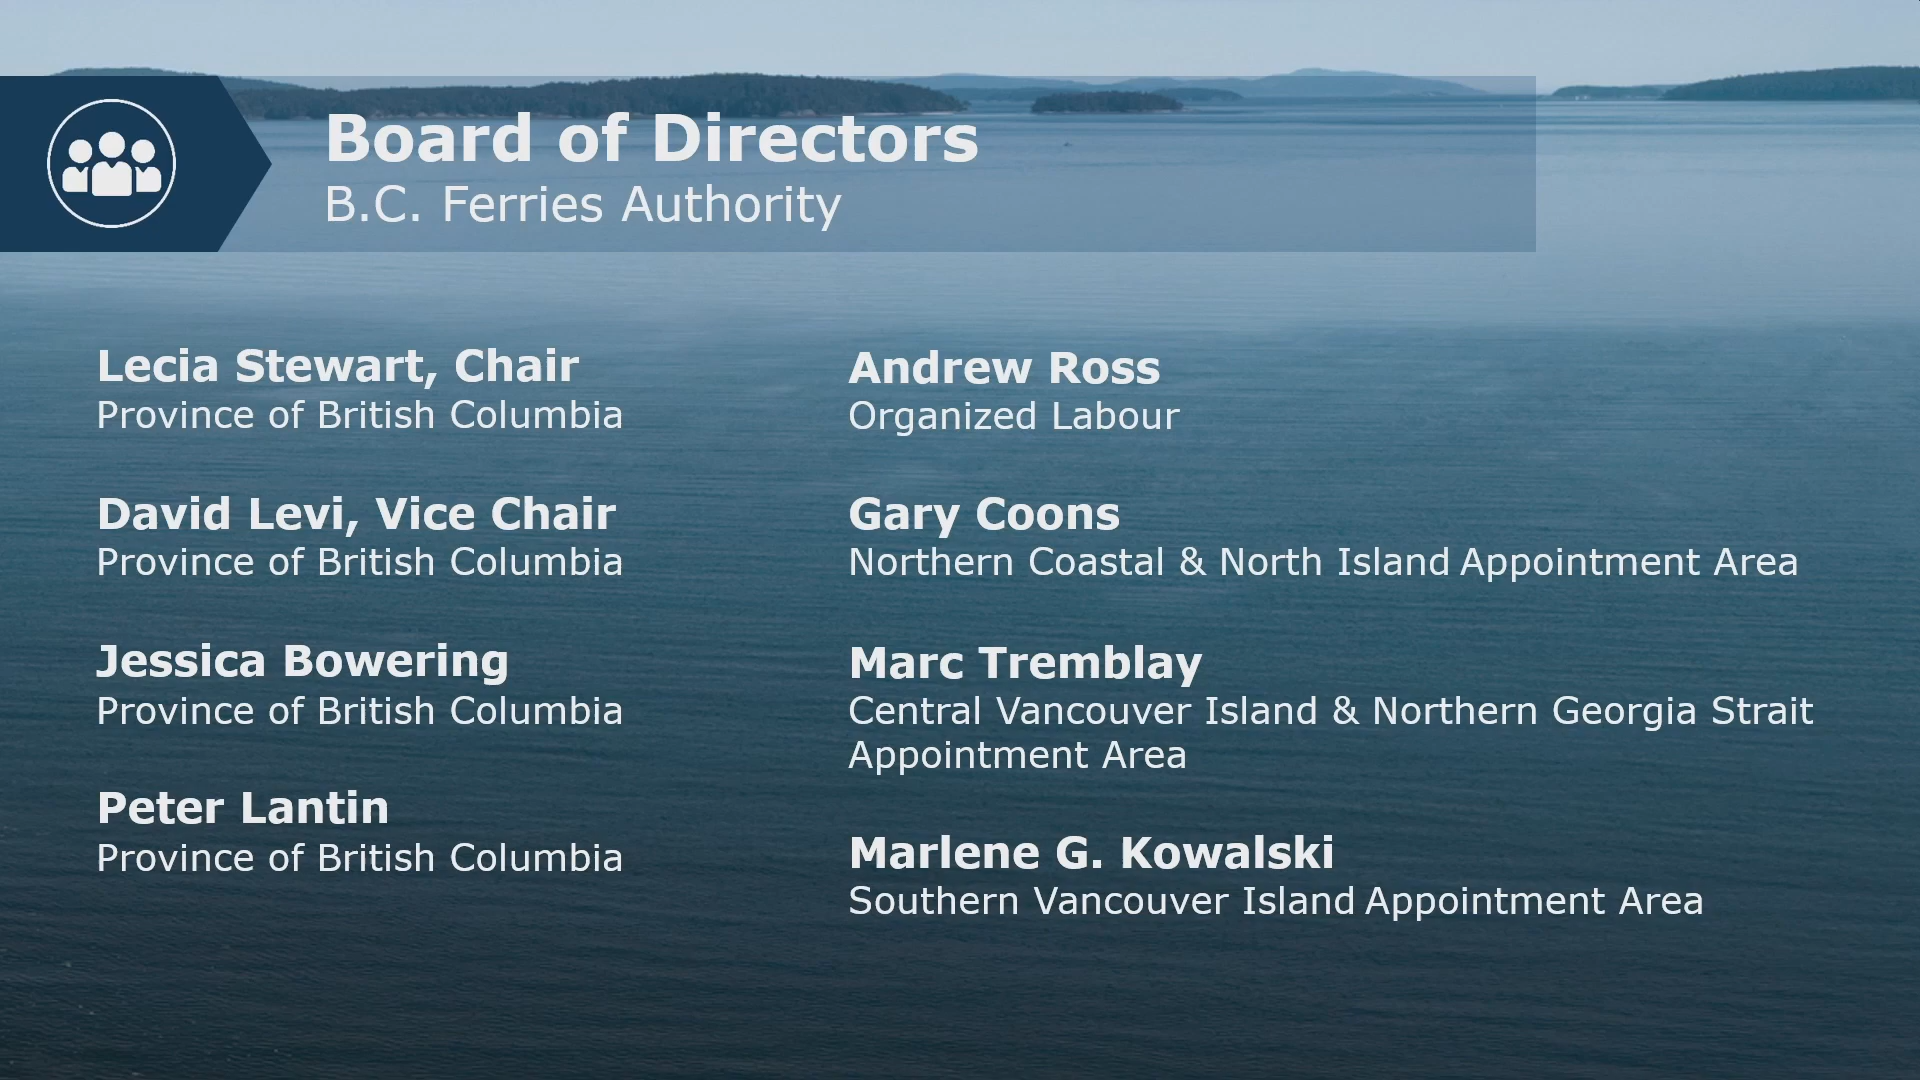 Board of Directors
B.C. Ferries Authority
Lecia Stewart, Chair
Province of British Columbia
David Levi, Vice Chair
Province of British Columbia
Jessica Bowering
Province of British Columbia
Peter Lantin
Province of British Columbia
Andrew Ross
Organized Labour
Gary Coons
Northern Coastal & North Island Appointment Area
Marc Tremblay
Central Vancouver Island & Northern Georgia Strait
Appointment Area
Marlene G. Kowalski
Southern Vancouver Island Appointment Area